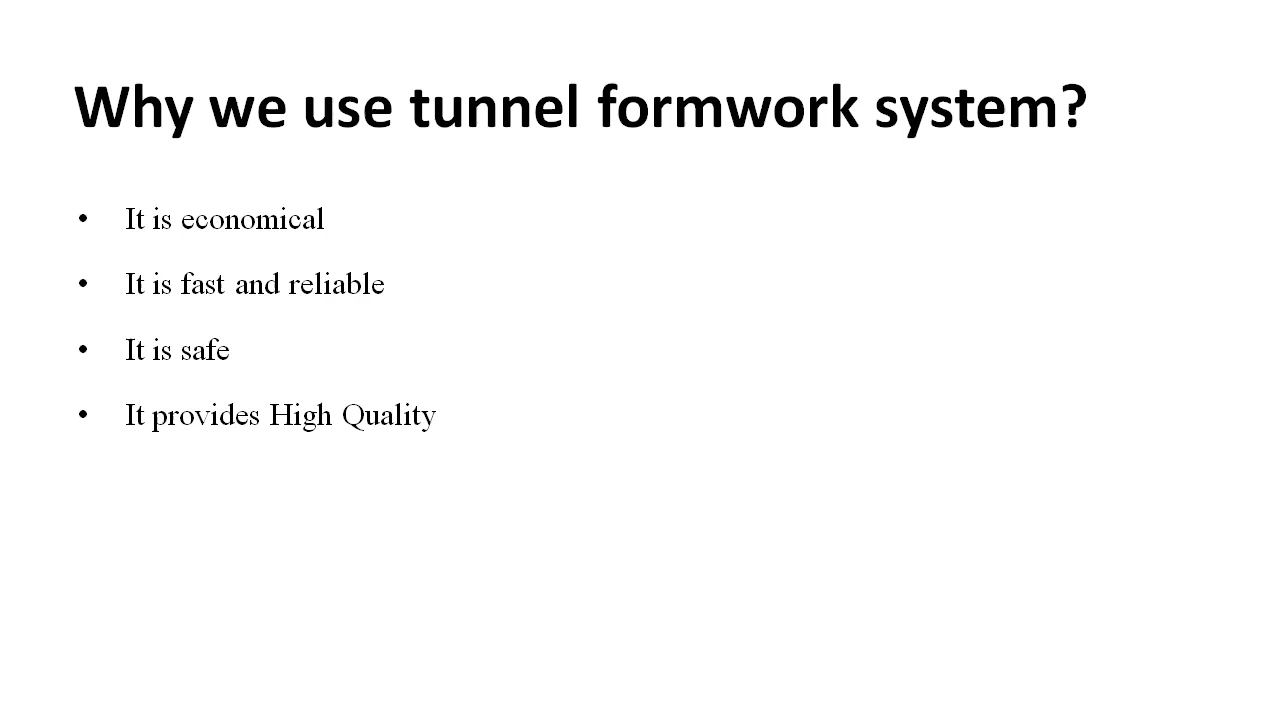 Why we use tunnel formwork system?
• It is economical
• It is fast and reliable
• It is safe
• It provides High Quality